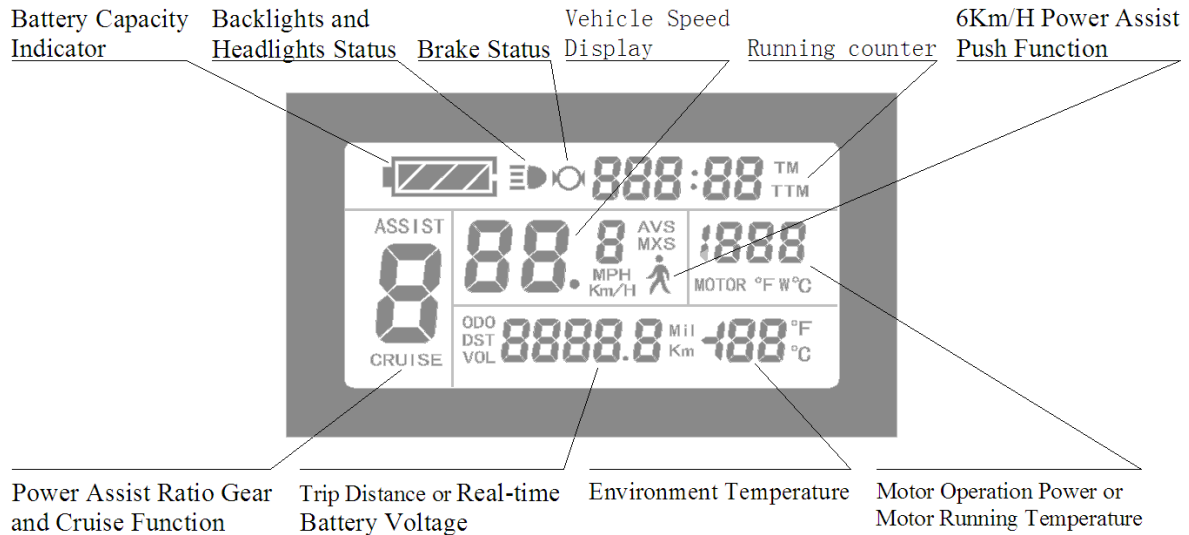 Battery Capacity
Indicator
Backlights and
Headlights Status
Brake Status
Vehicle Speed
Display
Running counter
6Km/H Power Assist
Push Function
888:88
TM
TTM
ASSIST
8
CRUISE
88.8
AVS
MXS
MPH
Km/H
1888
MOTOR °F W°C
ODO
DST
VOL
8888.8
Mil
Km
-188
°F
°C
Power Assist Ratio Gear
and Cruise Function
Trip Distance or Real-time
Battery Voltage
Environment Temperature
Motor Operation Power or
Motor Running Temperature